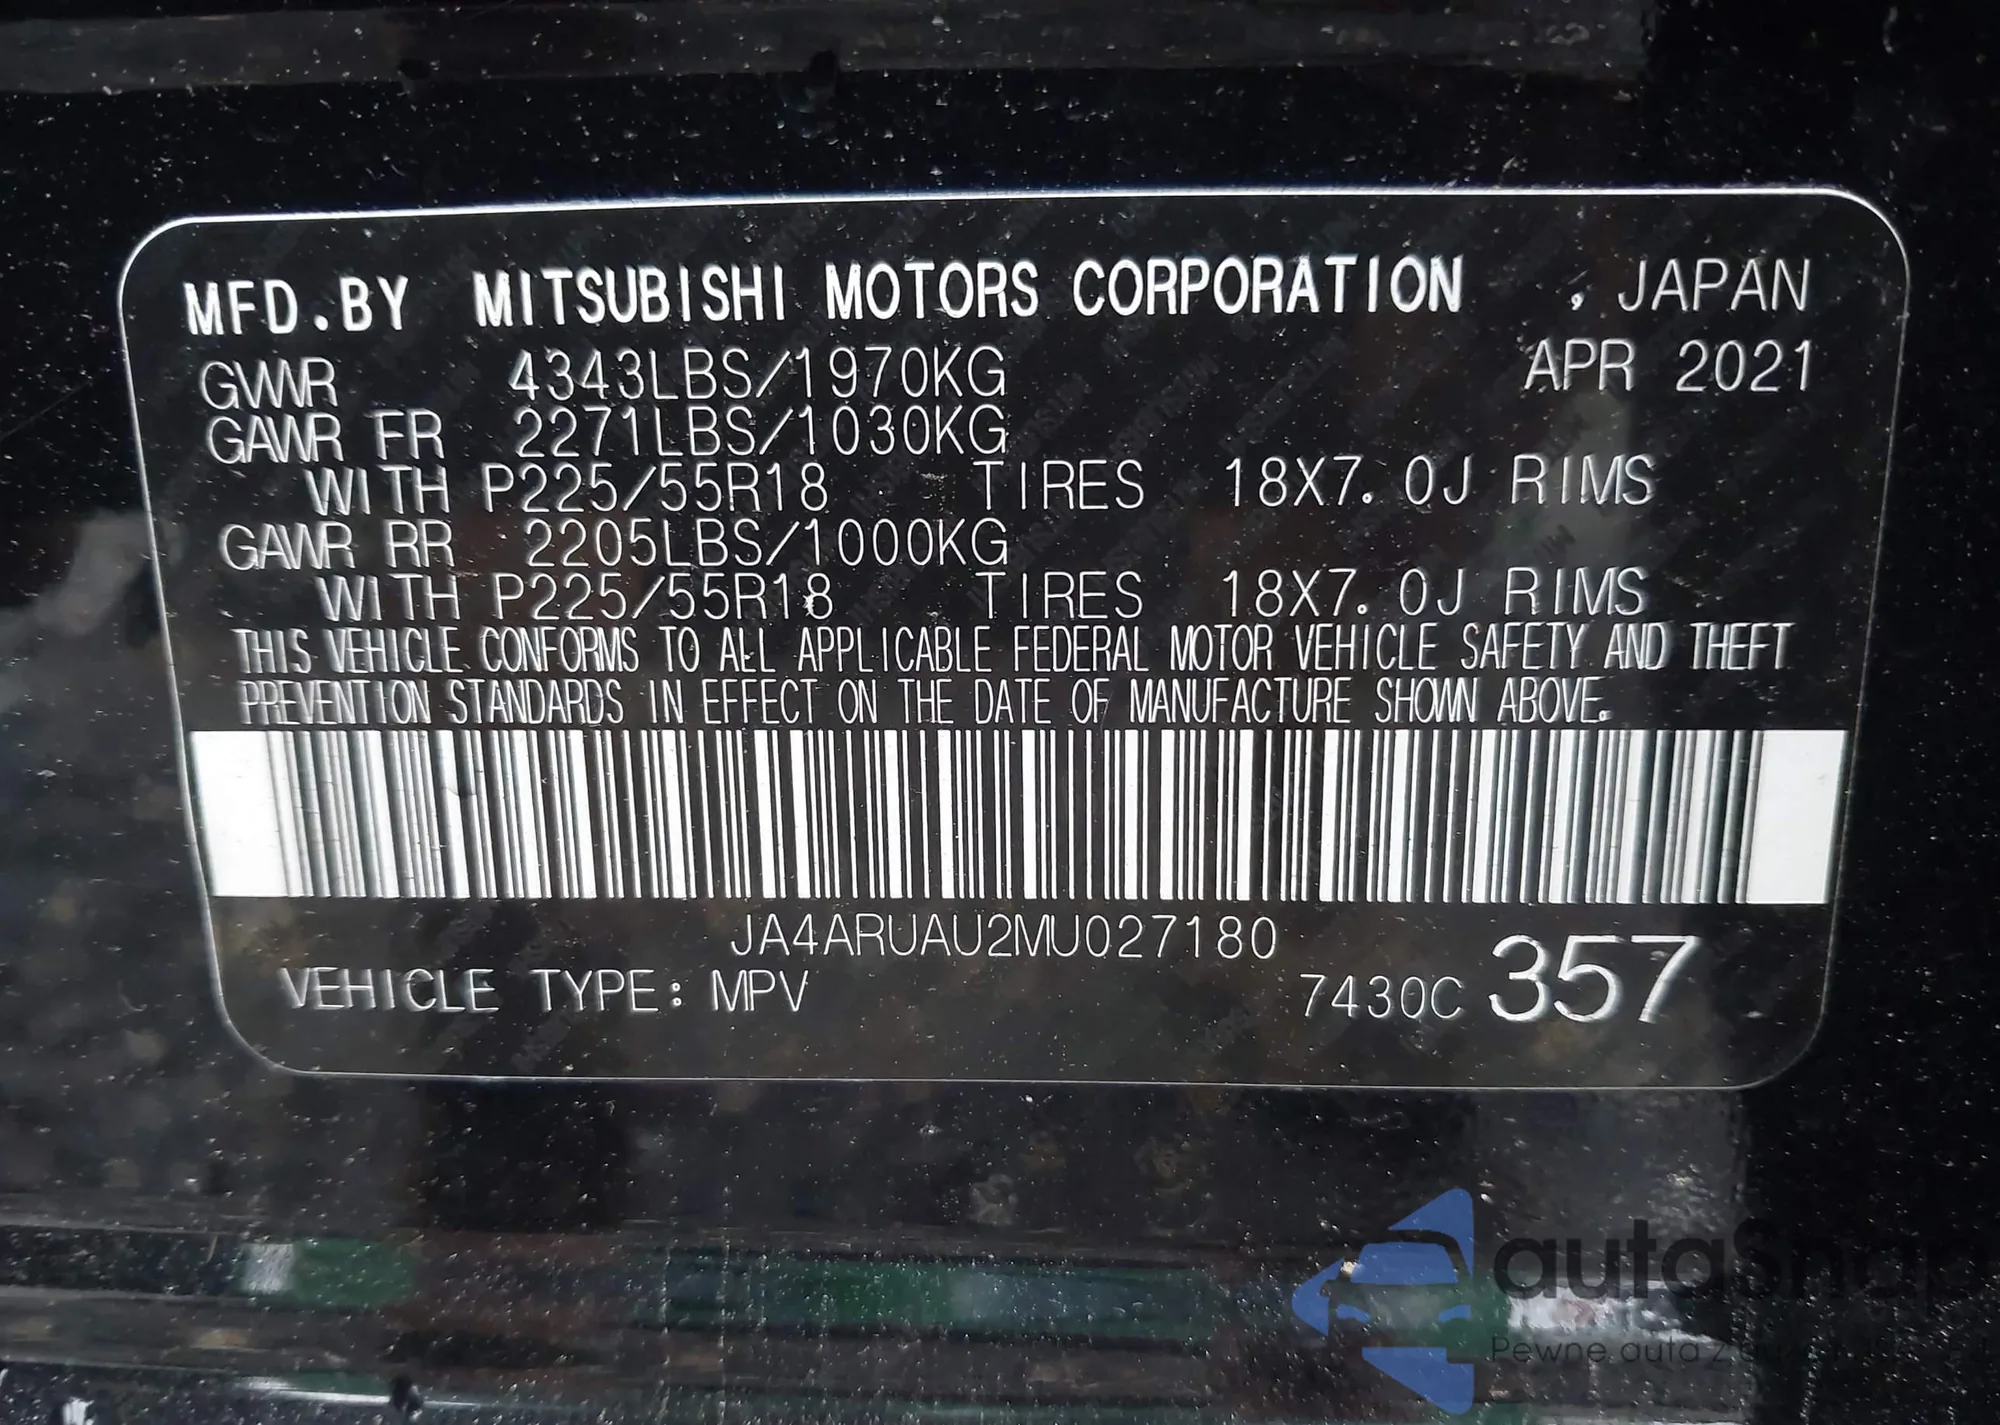 MFD.BY MITSUBISHI MOTORS CORPORATION , JAPAN
GVWR 4343LBS/1970KG APR 2021
GAWR FR 2271LBS/1030KG
WITH P225/55R18 TIRES 18X7.0J RIMS
GAWR RR 2205LBS/1000KG
WITH P225/55R18 TIRES 18X7.0J RIMS
THIS VEHICLE CONFORMS TO ALL APPLICABLE FEDERAL MOTOR VEHICLE SAFETY AND THEFT
PREVENTION STANDARDS IN EFFECT ON THE DATE OF MANUFACTURE SHOWN ABOVE.
JA4ARUAU2MU027180
VEHICLE TYPE: MPV 7430C 357
autasnap
Pewne auta z